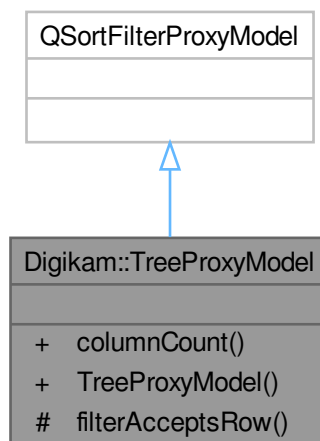 QSortFilterProxyModel
Digikam::TreeProxyModel
+ columnCount()
+ TreeProxyModel()
# filterAcceptsRow()